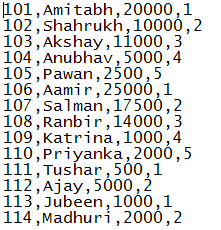 101,Amitabh,20000,1
102,Shahrukh,10000,2
103,Akshay,11000,3
104,Anubhav,5000,4
105,Pawan,2500,5
106,Aamir,25000,1
107,Salman,17500,2
108,Ranbir,14000,3
109,Katrina,1000,4
110,Priyanka,2000,5
111,Tushar,500,1
112,Ajay,5000,2
113,Jubeen,1000,1
114,Madhuri,2000,2